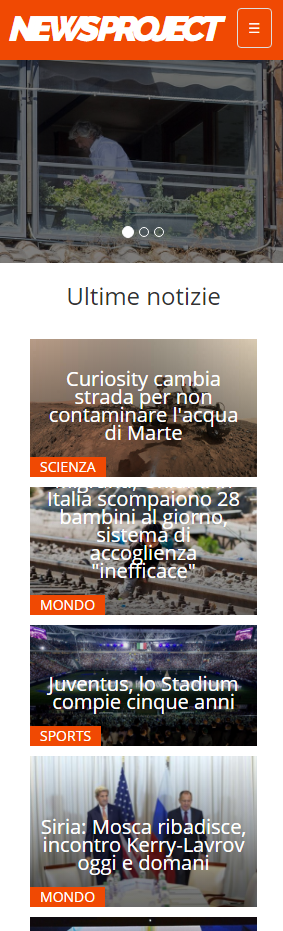 NEWSPROJECT
Ultime notizie
Curiosity cambia
strada per non
contaminare l'acqua
di Marte
SCIENZA
Italia scompaiono 28
bambini al giorno,
sistema di
accoglienza
"inefficace"
MONDO
Juventus, lo Stadium
compie cinque anni
SPORTS
Siria: Mosca ribadisce,
incontro Kerry-Lavrov
oggi e domani
MONDO